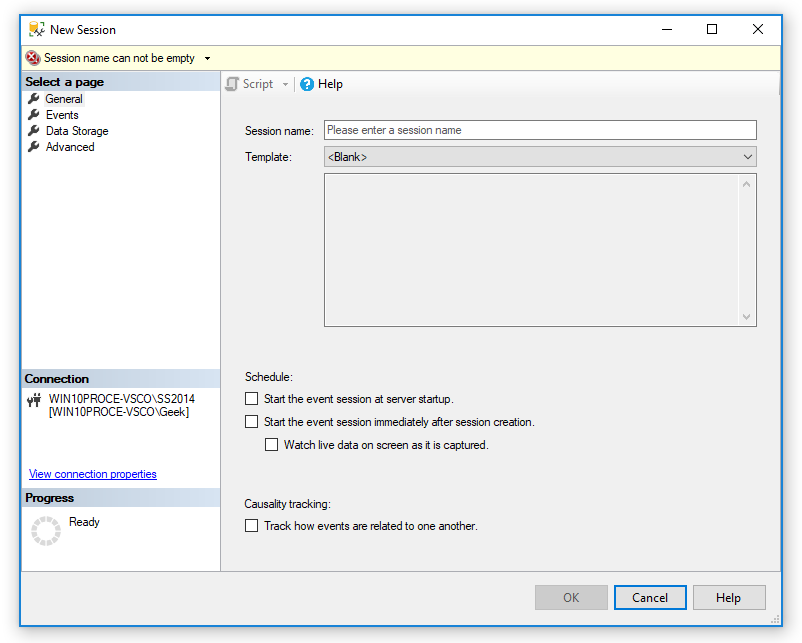 New Session
Session name can not be empty
Select a page
General
Events
Data Storage
Advanced
Script
Help
Session name: Please enter a session name
Template: <Blank>
Connection
WIN10PROCE-VSCO\SS2014
[WIN10PROCE-VSCO\Geek]
View connection properties
Progress
Ready
Schedule:
Start the event session at server startup.
Start the event session immediately after session creation.
Watch live data on screen as it is captured.
Causality tracking:
Track how events are related to one another.
OK Cancel Help